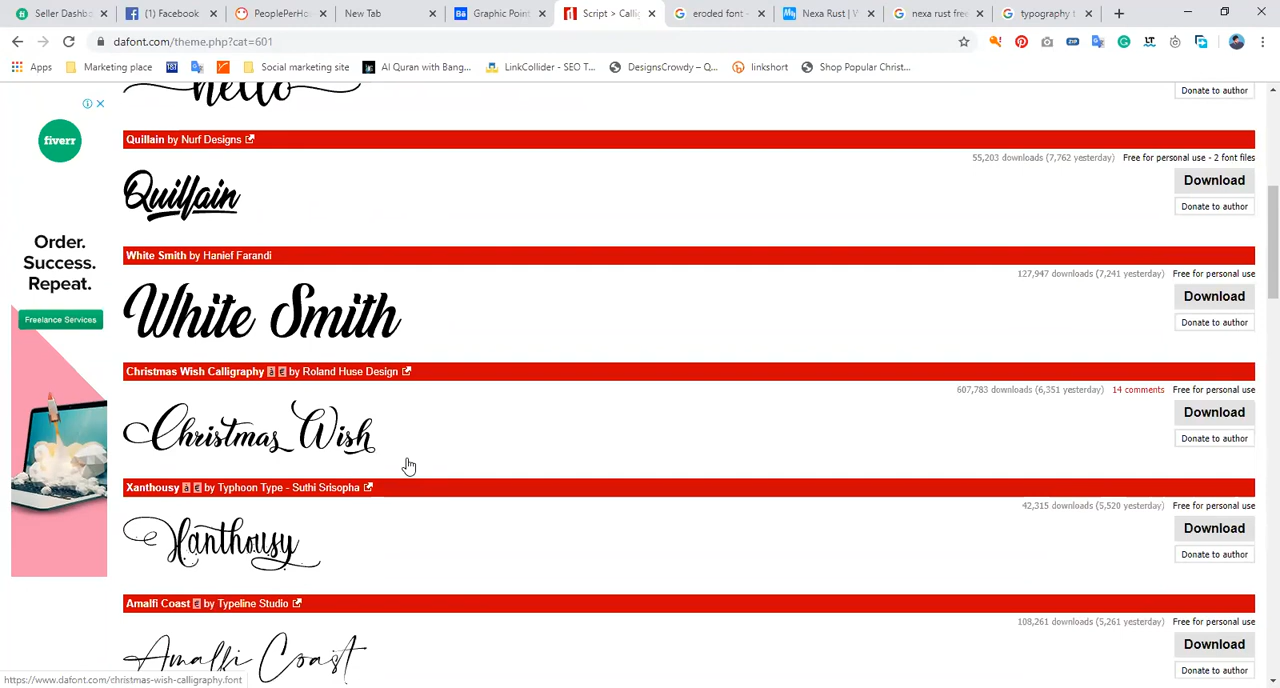 Seller Dashb
(1) Facebook
PeoplePerHo
New Tab
Graphic Point
Script > Callig
eroded font -
Nexa Rust | W
nexa rust free
typography t
dafont.com/theme.php?cat=601
Apps
Marketing place
Social marketing site
Al Quran with Bang...
LinkCollider - SEO T...
DesignsCrowdy – Q...
linkshort
Shop Popular Christ...
hello
Donate to author
fiverr
Order.
Success.
Repeat.
Freelance Services
Quillain by Nurf Designs
55,203 downloads (7,762 yesterday) Free for personal use - 2 font files
Quillain
Download
Donate to author
White Smith by Hanief Farandi
127,947 downloads (7,241 yesterday) Free for personal use
White Smith
Download
Donate to author
Christmas Wish Calligraphy à € by Roland Huse Design
607,783 downloads (6,351 yesterday) 14 comments Free for personal use
Christmas Wish
Download
Donate to author
Xanthousy à € by Typhoon Type - Suthi Srisopha
42,315 downloads (5,520 yesterday) Free for personal use
Xanthousy
Download
Donate to author
Amalfi Coast € by Typeline Studio
108,261 downloads (5,261 yesterday) Free for personal use
Amalfi Coast
Download
Donate to author
https://www.dafont.com/christmas-wish-calligraphy.font